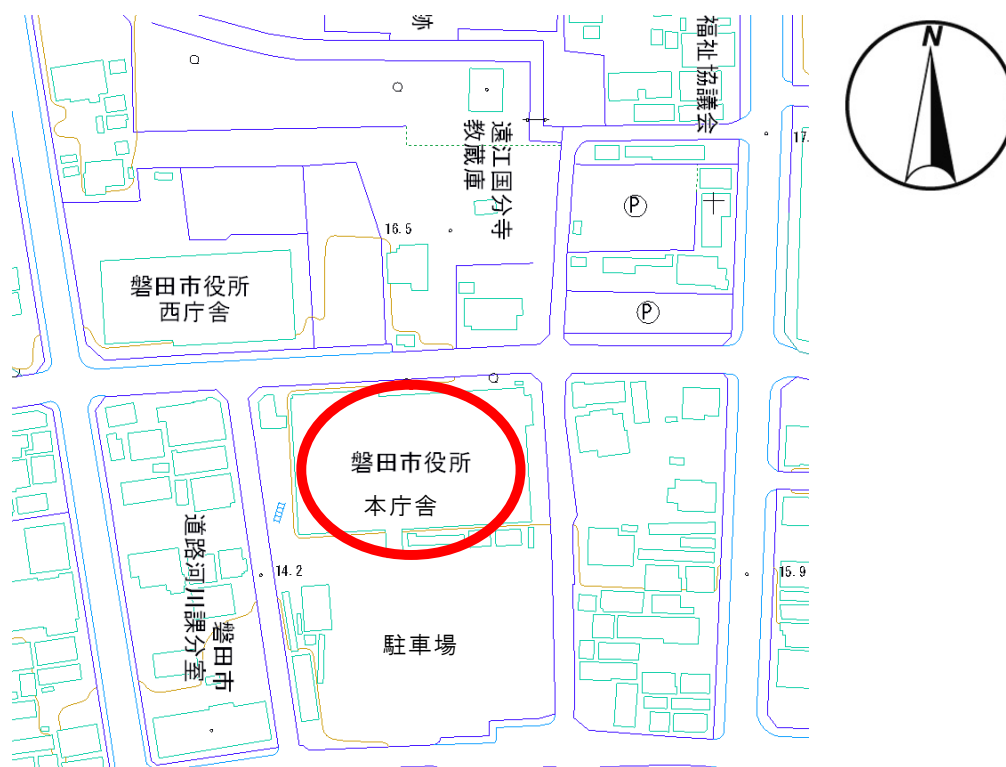 跡
福祉協議会
N
遠江国分寺
教蔵庫
17.
P
16.5
磐田市役所
西庁舎
P
磐田市役所
本庁舎
磐田市
道路河川課分室
14.2
15.9
駐車場